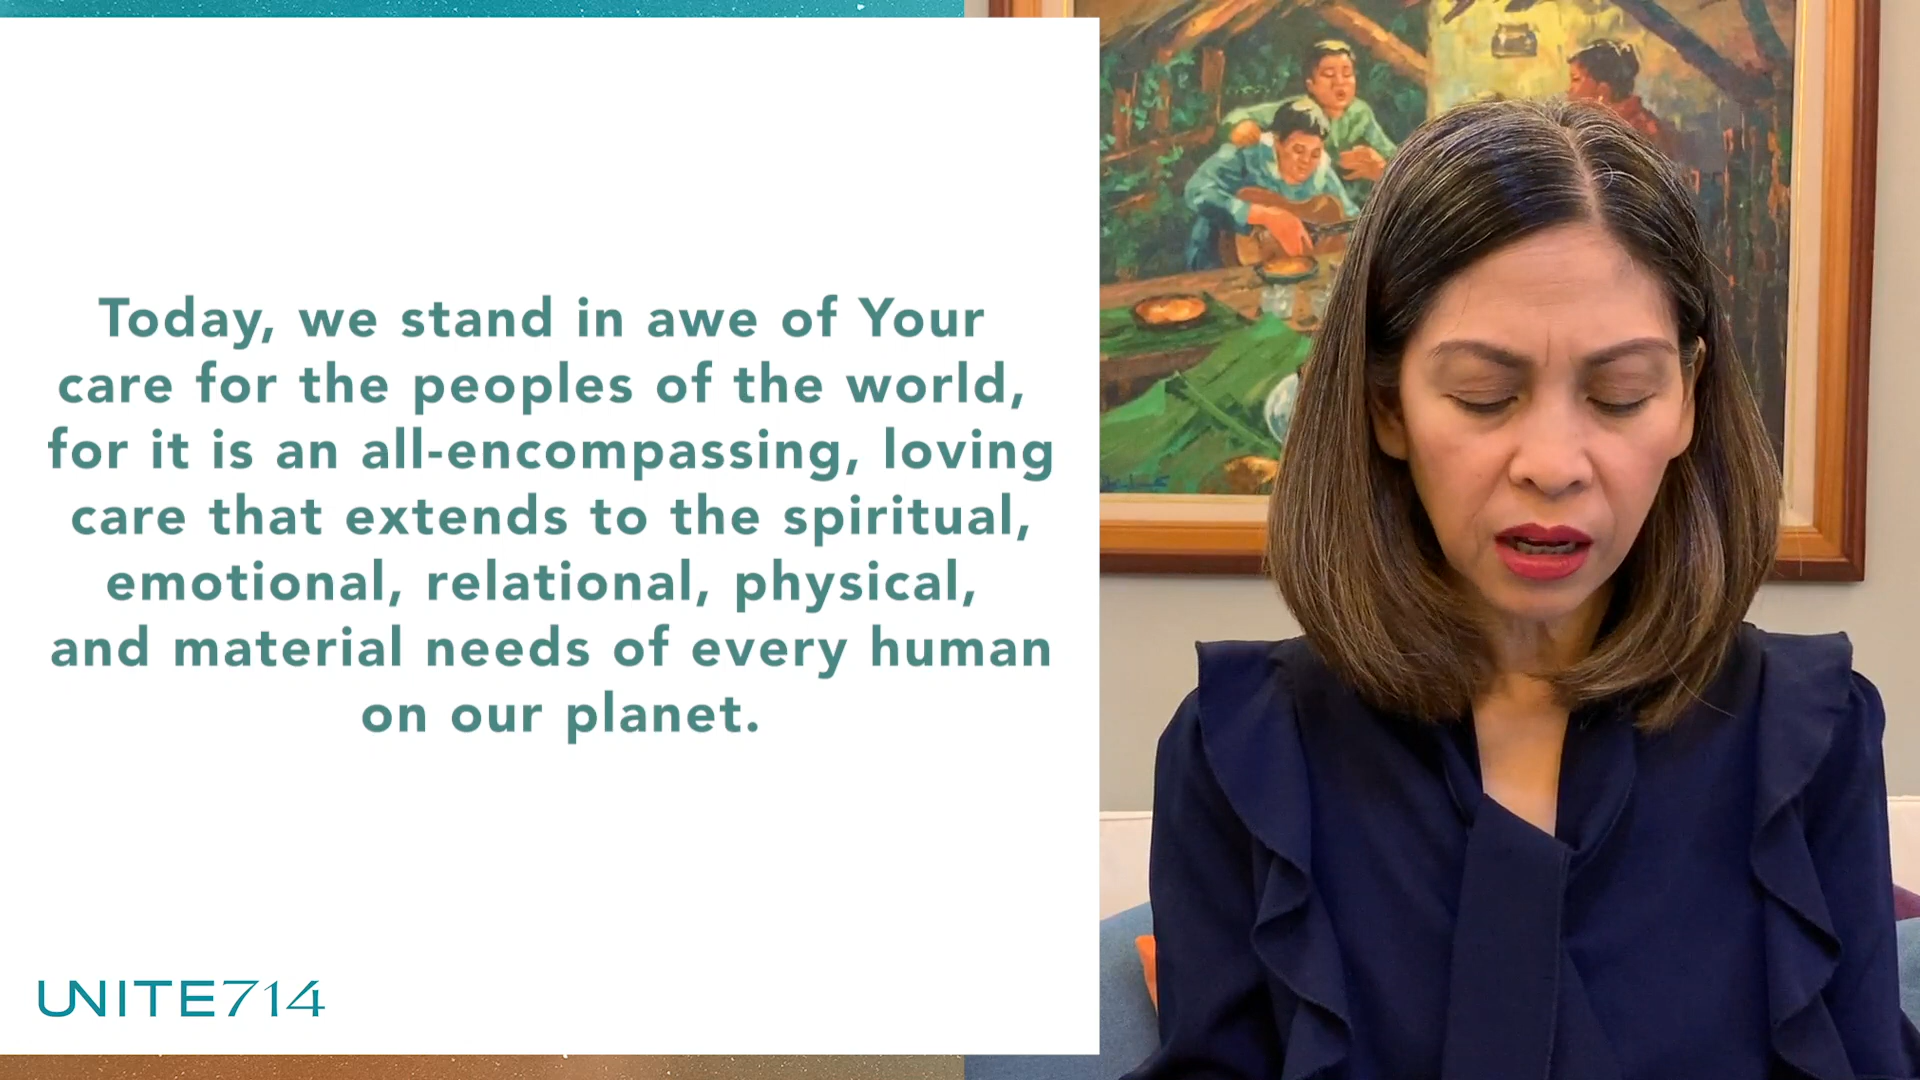 Today, we stand in awe of Your
care for the peoples of the world,
for it is an all-encompassing, loving
care that extends to the spiritual,
emotional, relational, physical,
and material needs of every human
on our planet.
UNITE714